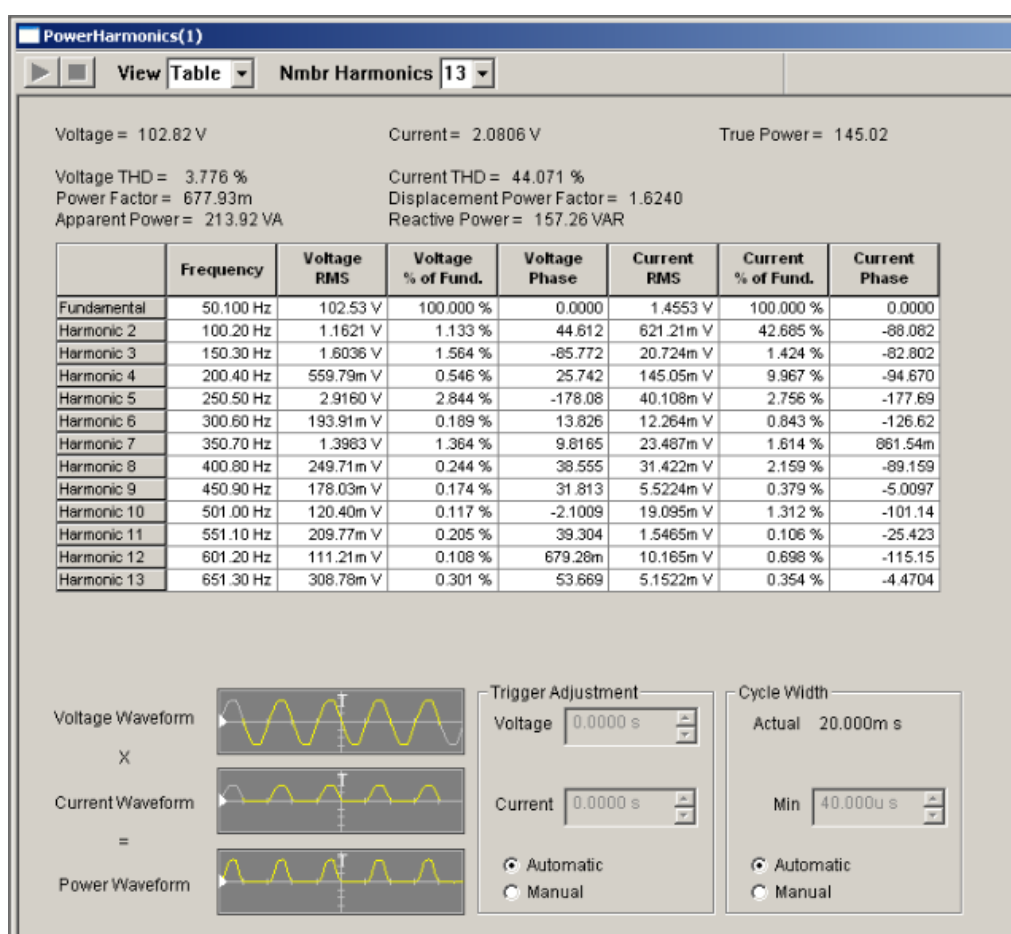 PowerHarmonics(1)
View Table Nmbr Harmonics 13
Voltage = 102.82 V Current = 2.0806 V True Power = 145.02
Voltage THD = 3.776 % Current THD = 44.071 %
Power Factor = 677.93m Displacement Power Factor = 1.6240
Apparent Power = 213.92 VA Reactive Power = 157.26 VAR
Frequency Voltage RMS Voltage % of Fund. Voltage Phase Current RMS Current % of Fund. Current Phase
Fundamental 50.100 Hz 102.53 V 100.000 % 0.0000 1.4553 V 100.000 % 0.0000
Harmonic 2 100.20 Hz 1.1621 V 1.133 % 44.612 621.21m V 42.685 % -88.082
Harmonic 3 150.30 Hz 1.6036 V 1.564 % -85.772 20.724m V 1.424 % -82.802
Harmonic 4 200.40 Hz 559.79m V 0.546 % 25.742 145.05m V 9.967 % -94.670
Harmonic 5 250.50 Hz 2.9160 V 2.844 % -178.08 40.108m V 2.756 % -177.69
Harmonic 6 300.60 Hz 193.91m V 0.189 % 13.826 12.264m V 0.843 % -126.62
Harmonic 7 350.70 Hz 1.3983 V 1.364 % 9.8165 23.487m V 1.614 % 861.54m
Harmonic 8 400.80 Hz 249.71m V 0.244 % 38.555 31.422m V 2.159 % -89.159
Harmonic 9 450.90 Hz 178.03m V 0.174 % 31.813 5.5224m V 0.379 % -5.0097
Harmonic 10 501.00 Hz 120.40m V 0.117 % -2.1009 19.095m V 1.312 % -101.14
Harmonic 11 551.10 Hz 209.77m V 0.205 % 39.304 1.5465m V 0.106 % -25.423
Harmonic 12 601.20 Hz 111.21m V 0.108 % 679.28m 10.165m V 0.698 % -115.15
Harmonic 13 651.30 Hz 308.78m V 0.301 % 53.669 5.1522m V 0.354 % -4.4704
Voltage Waveform
X
Current Waveform
=
Power Waveform
T
T
T
Trigger Adjustment
Voltage 0.0000 s
Current 0.0000 s
Automatic
Manual
Cycle Width
Actual 20.000m s
Min 40.000u s
Automatic
Manual